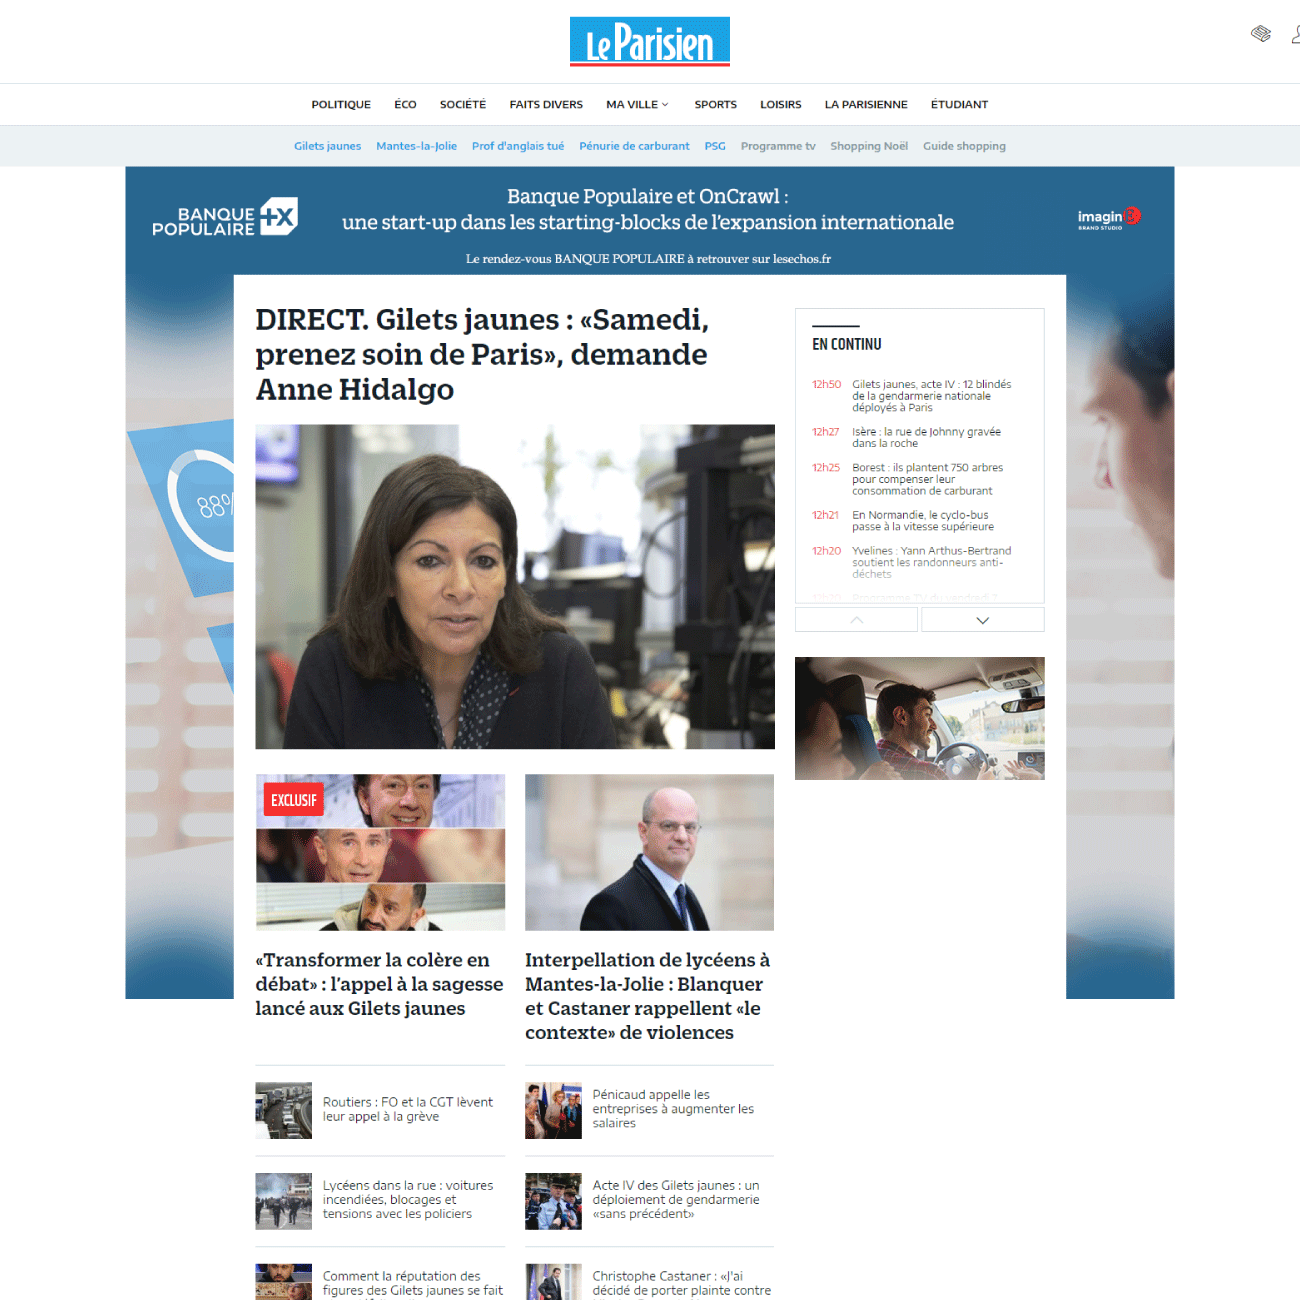 Le Parisien
POLITIQUE ÉCO SOCIÉTÉ FAITS DIVERS MA VILLE SPORTS LOISIRS LA PARISIENNE ÉTUDIANT
Gilets jaunes Mantes-la-Jolie Prof d'anglais tué Pénurie de carburant PSG Programme tv Shopping Noël Guide shopping
BANQUE
POPULAIRE
+X
Banque Populaire et OnCrawl :
une start-up dans les starting-blocks de l'expansion internationale
Le rendez-vous BANQUE POPULAIRE à retrouver sur lesechos.fr
imagin
BRAND STUDIO
88%
DIRECT. Gilets jaunes : «Samedi,
prenez soin de Paris», demande
Anne Hidalgo
EN CONTINU
12h50 Gilets jaunes, acte IV : 12 blindés
de la gendarmerie nationale
déployés à Paris
12h27 Isère : la rue de Johnny gravée
dans la roche
12h25 Borest : ils plantent 750 arbres
pour compenser leur
consommation de carburant
12h21 En Normandie, le cyclo-bus
passe à la vitesse supérieure
12h20 Yvelines : Yann Arthus-Bertrand
soutient les randonneurs anti-
déchets
Programme TV du vendredi 7
EXCLUSIF
«Transformer la colère en
débat» : l'appel à la sagesse
lancé aux Gilets jaunes
Interpellation de lycéens à
Mantes-la-Jolie : Blanquer
et Castaner rappellent «le
contexte» de violences
Routiers : FO et la CGT lèvent
leur appel à la grève
Pénicaud appelle les
entreprises à augmenter les
salaires
Lycéens dans la rue : voitures
incendiées, blocages et
tensions avec les policiers
Acte IV des Gilets jaunes : un
déploiement de gendarmerie
«sans précédent»
Comment la réputation des
figures des Gilets jaunes se fait
Christophe Castaner : «J'ai
décidé de porter plainte contre